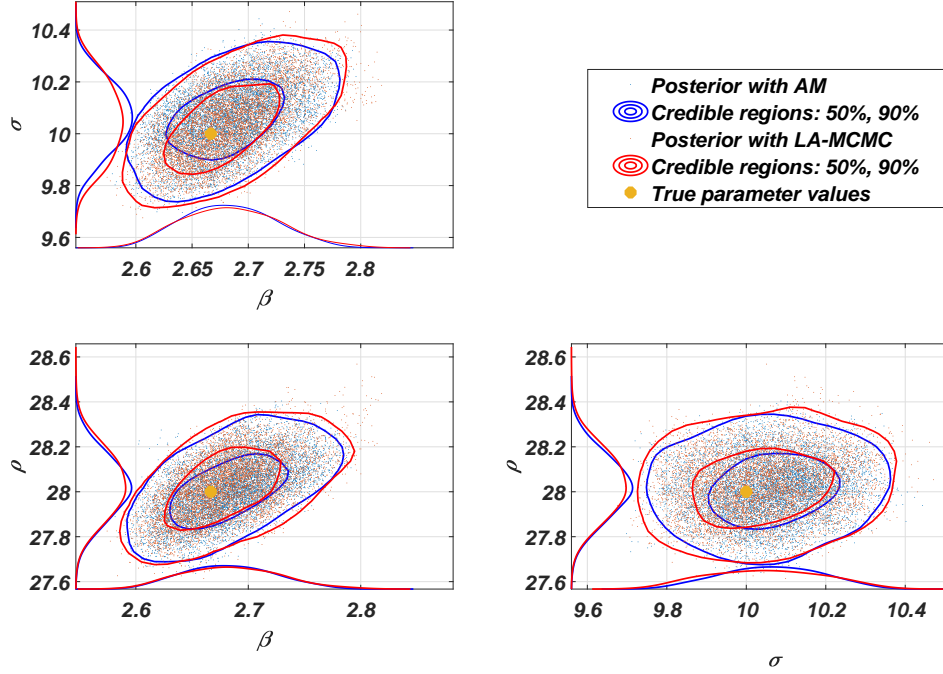 10.4
10.2
10
9.8
9.6
σ
2.6 2.65 2.7 2.75 2.8
β
Posterior with AM
Credible regions: 50%, 90%
Posterior with LA-MCMC
Credible regions: 50%, 90%
True parameter values
28.6
28.4
28.2
28
27.8
27.6
ρ
2.6 2.7 2.8
β
28.6
28.4
28.2
28
27.8
27.6
ρ
9.6 9.8 10 10.2 10.4
σ